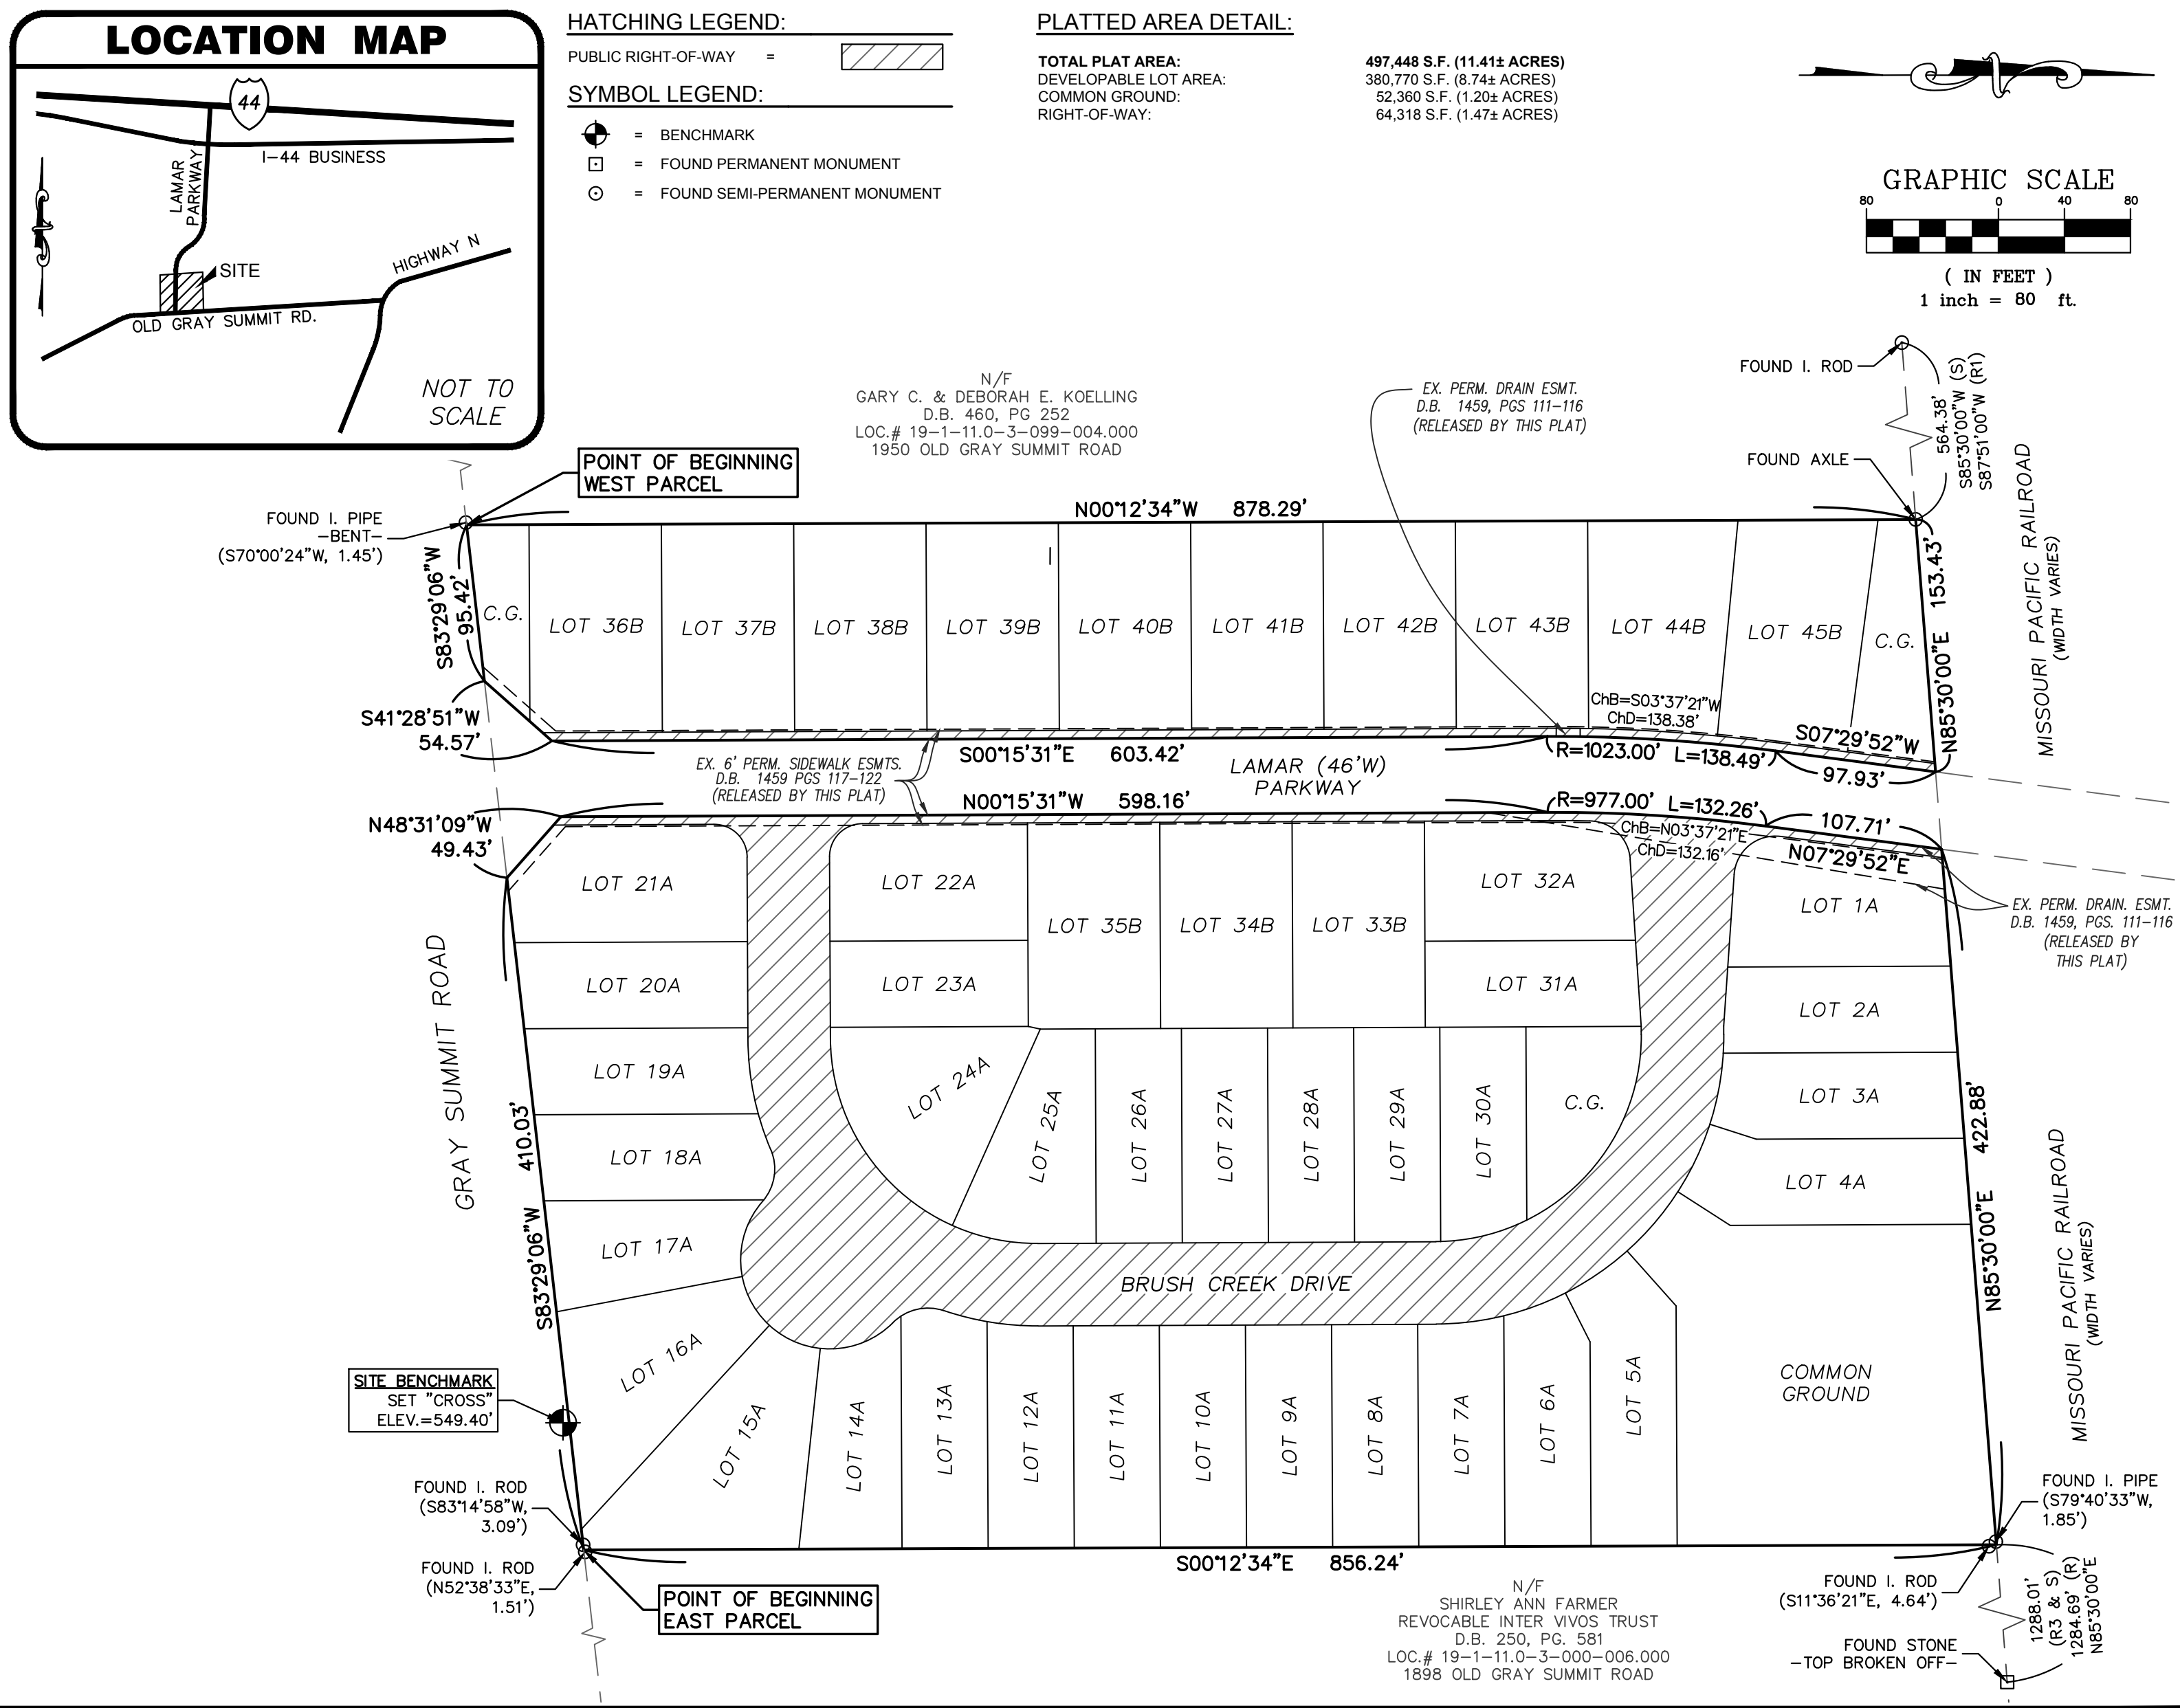 LOCATION MAP
44
I-44 BUSINESS
LAMAR
PARKWAY
SITE
HIGHWAY N
OLD GRAY SUMMIT RD.
NOT TO
SCALE
HATCHING LEGEND:
PUBLIC RIGHT-OF-WAY =
SYMBOL LEGEND:
= BENCHMARK
= FOUND PERMANENT MONUMENT
= FOUND SEMI-PERMANENT MONUMENT
PLATTED AREA DETAIL:
TOTAL PLAT AREA: 497,448 S.F. (11.41± ACRES)
DEVELOPABLE LOT AREA: 380,770 S.F. (8.74± ACRES)
COMMON GROUND: 52,360 S.F. (1.20± ACRES)
RIGHT-OF-WAY: 64,318 S.F. (1.47± ACRES)
GRAPHIC SCALE
80 0 40 80
( IN FEET )
1 inch = 80 ft.
N/F
GARY C. & DEBORAH E. KOELLING
D.B. 460, PG 252
LOC.# 19-1-11.0-3-099-004.000
1950 OLD GRAY SUMMIT ROAD
EX. PERM. DRAIN ESMT.
D.B. 1459, PGS 111-116
(RELEASED BY THIS PLAT)
FOUND I. ROD
564.38'
S85°30'00"W (S)
S87°51'00"W (R1)
FOUND AXLE
MISSOURI PACIFIC RAILROAD
(WIDTH VARIES)
POINT OF BEGINNING
WEST PARCEL
FOUND I. PIPE
-BENT-
(S70°00'24"W, 1.45')
N00°12'34"W 878.29'
S83°29'06"W
95.42'
153.43'
N85°30'00"E
C.G.
LOT 36B
LOT 37B
LOT 38B
LOT 39B
LOT 40B
LOT 41B
LOT 42B
LOT 43B
LOT 44B
LOT 45B
C.G.
S41°28'51"W
54.57'
ChB=S03°37'21"W
ChD=138.38'
S07°29'52"W
S00°15'31"E 603.42'
R=1023.00' L=138.49'
97.93'
EX. 6' PERM. SIDEWALK ESMTS.
D.B. 1459 PGS 117-122
(RELEASED BY THIS PLAT)
LAMAR (46'W)
PARKWAY
N00°15'31"W 598.16'
R=977.00' L=132.26'
107.71'
ChB=N03°37'21"E
ChD=132.16'
N07°29'52"E
N48°31'09"W
49.43'
EX. PERM. DRAIN. ESMT.
D.B. 1459, PGS. 111-116
(RELEASED BY
THIS PLAT)
LOT 21A
LOT 22A
LOT 35B
LOT 34B
LOT 33B
LOT 32A
LOT 1A
LOT 20A
LOT 23A
LOT 31A
LOT 2A
LOT 19A
LOT 24A
LOT 25A
LOT 26A
LOT 27A
LOT 28A
LOT 29A
LOT 30A
C.G.
LOT 3A
LOT 18A
LOT 4A
LOT 17A
GRAY SUMMIT ROAD
S83°29'06"W 410.03'
422.88'
N85°30'00"E
MISSOURI PACIFIC RAILROAD
(WIDTH VARIES)
BRUSH CREEK DRIVE
LOT 16A
LOT 15A
LOT 14A
LOT 13A
LOT 12A
LOT 11A
LOT 10A
LOT 9A
LOT 8A
LOT 7A
LOT 6A
LOT 5A
COMMON
GROUND
SITE BENCHMARK
SET "CROSS"
ELEV.=549.40'
FOUND I. ROD
(S83°14'58"W,
3.09')
FOUND I. ROD
(N52°38'33"E,
1.51')
POINT OF BEGINNING
EAST PARCEL
S00°12'34"E 856.24'
N/F
SHIRLEY ANN FARMER
REVOCABLE INTER VIVOS TRUST
D.B. 250, PG. 581
LOC.# 19-1-11.0-3-000-006.000
1898 OLD GRAY SUMMIT ROAD
FOUND I. PIPE
(S79°40'33"W,
1.85')
FOUND I. ROD
(S11°36'21"E, 4.64')
FOUND STONE
-TOP BROKEN OFF-
1288.01'
(R3 & S)
1284.69' (R)
N85°30'00"E